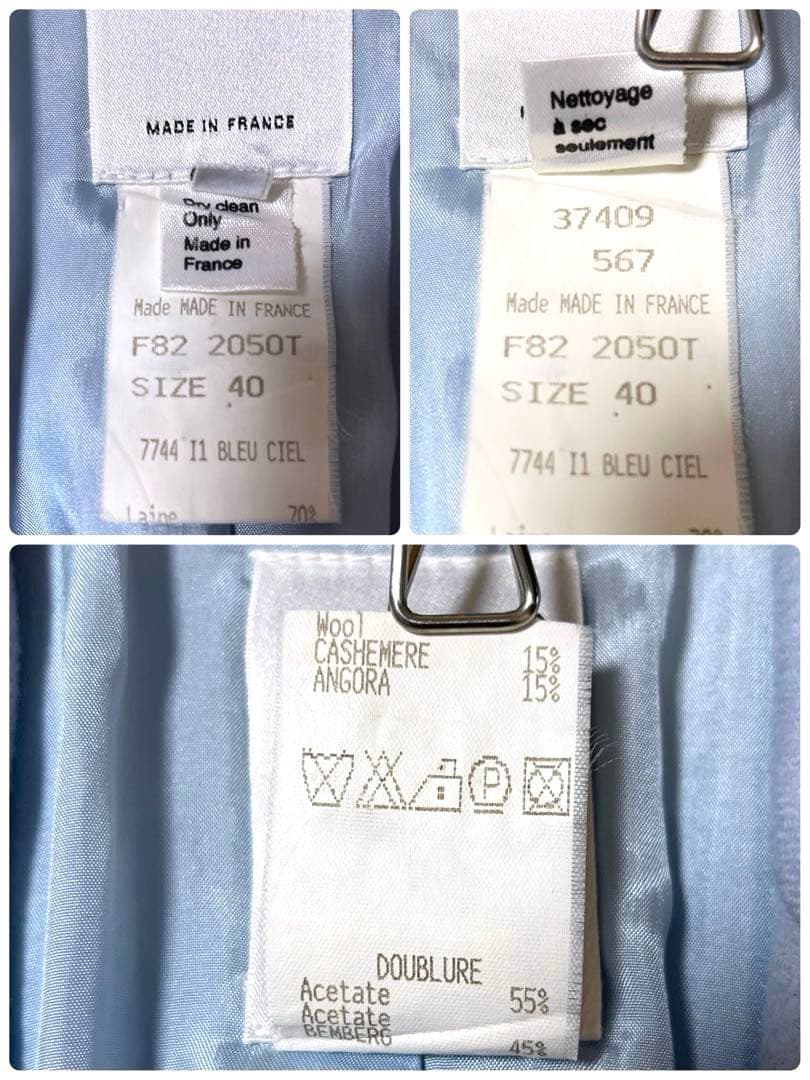 MADE IN FRANCE
Dry clean
Only
Made in
France
Made MADE IN FRANCE
F82 2050T
SIZE 40
7744 I1 BLEU CIEL
Laine 70%
Nettoyage
à sec
seulement
37409
567
Made MADE IN FRANCE
F82 2050T
SIZE 40
7744 I1 BLEU CIEL
Wool
CASHEMERE 15%
ANGORA 15%
P
DOUBLURE
Acetate 55%
Acetate
BEMBERG 45%